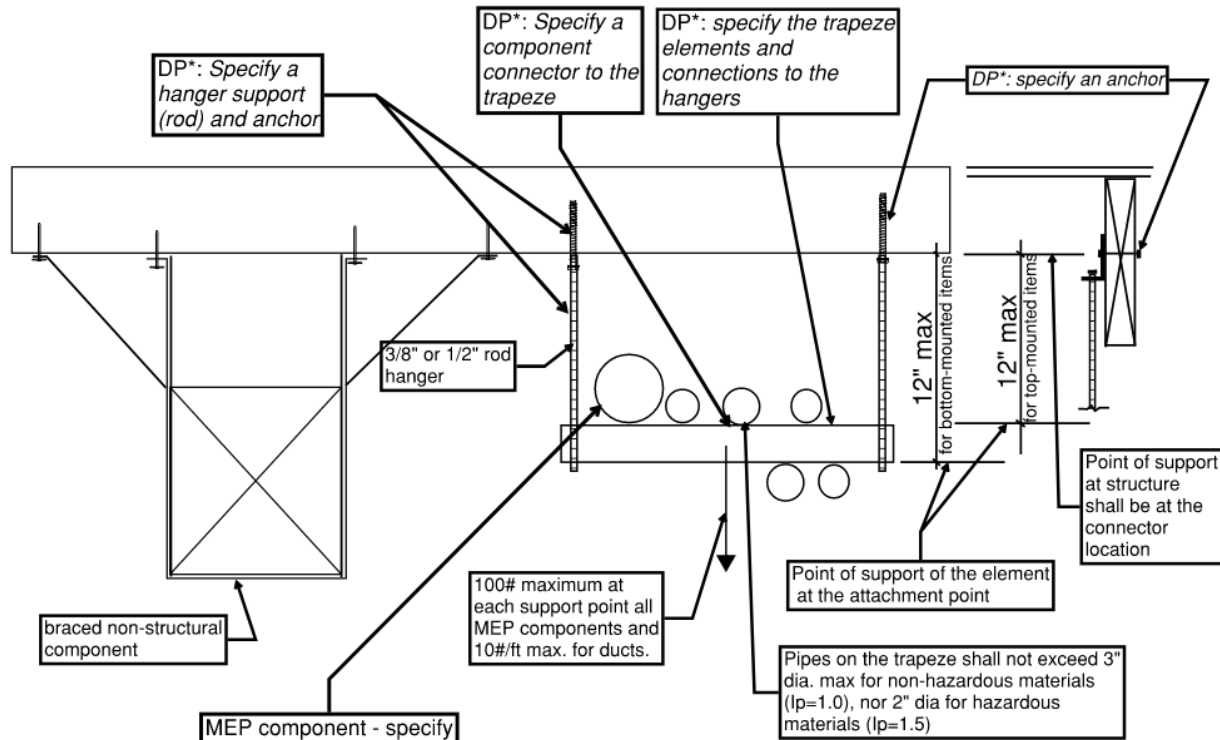 DP*: Specify a
hanger support
(rod) and anchor
DP*: Specify a
component
connector to the
trapeze
DP*: specify the trapeze
elements and
connections to the
hangers
DP*: specify an anchor
3/8" or 1/2" rod
hanger
12" max
for bottom-mounted items
12" max
for top-mounted items
Point of support
at structure
shall be at the
connector
location
Point of support of the element
at the attachment point
100# maximum at
each support point all
MEP components and
10#/ft max. for ducts.
braced non-structural
component
Pipes on the trapeze shall not exceed 3"
dia. max for non-hazardous materials
(Ip=1.0), nor 2" dia for hazardous
materials (Ip=1.5)
MEP component - specify